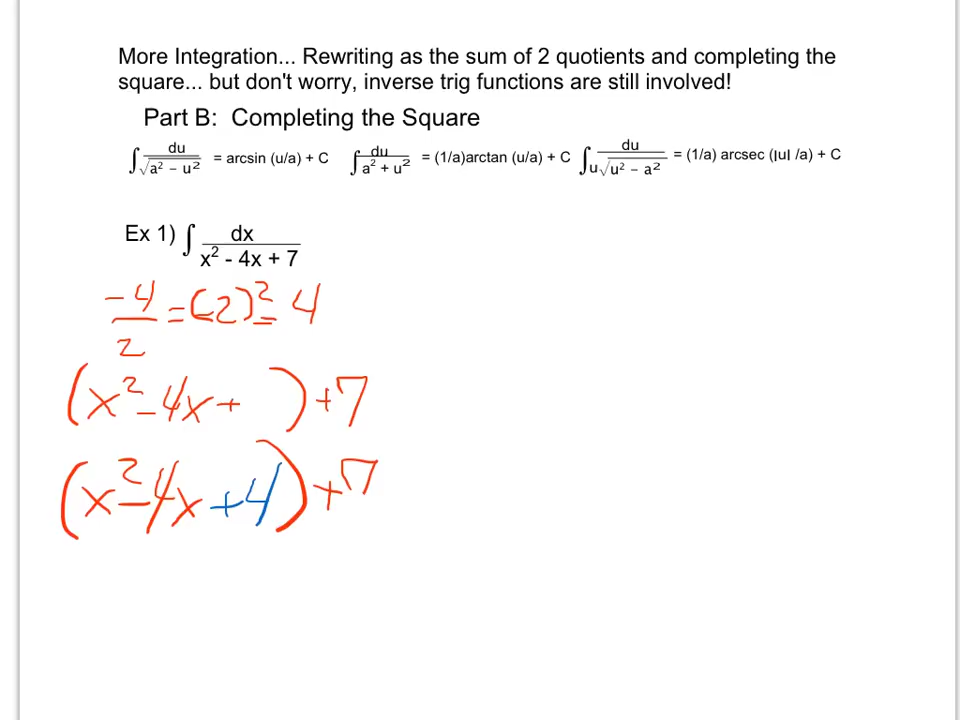 More Integration... Rewriting as the sum of 2 quotients and completing the
square... but don't worry, inverse trig functions are still involved!
Part B: Completing the Square
∫ du / √(a² − u²) = arcsin (u/a) + C ∫ du / (a² + u²) = (1/a)arctan (u/a) + C ∫ du / (u√(u² − a²)) = (1/a) arcsec (|u| /a) + C
Ex 1) ∫ dx / (x² - 4x + 7)
-4/2 = (-2)² = 4
(x² - 4x + ) + 7
(x² - 4x + 4) + 7